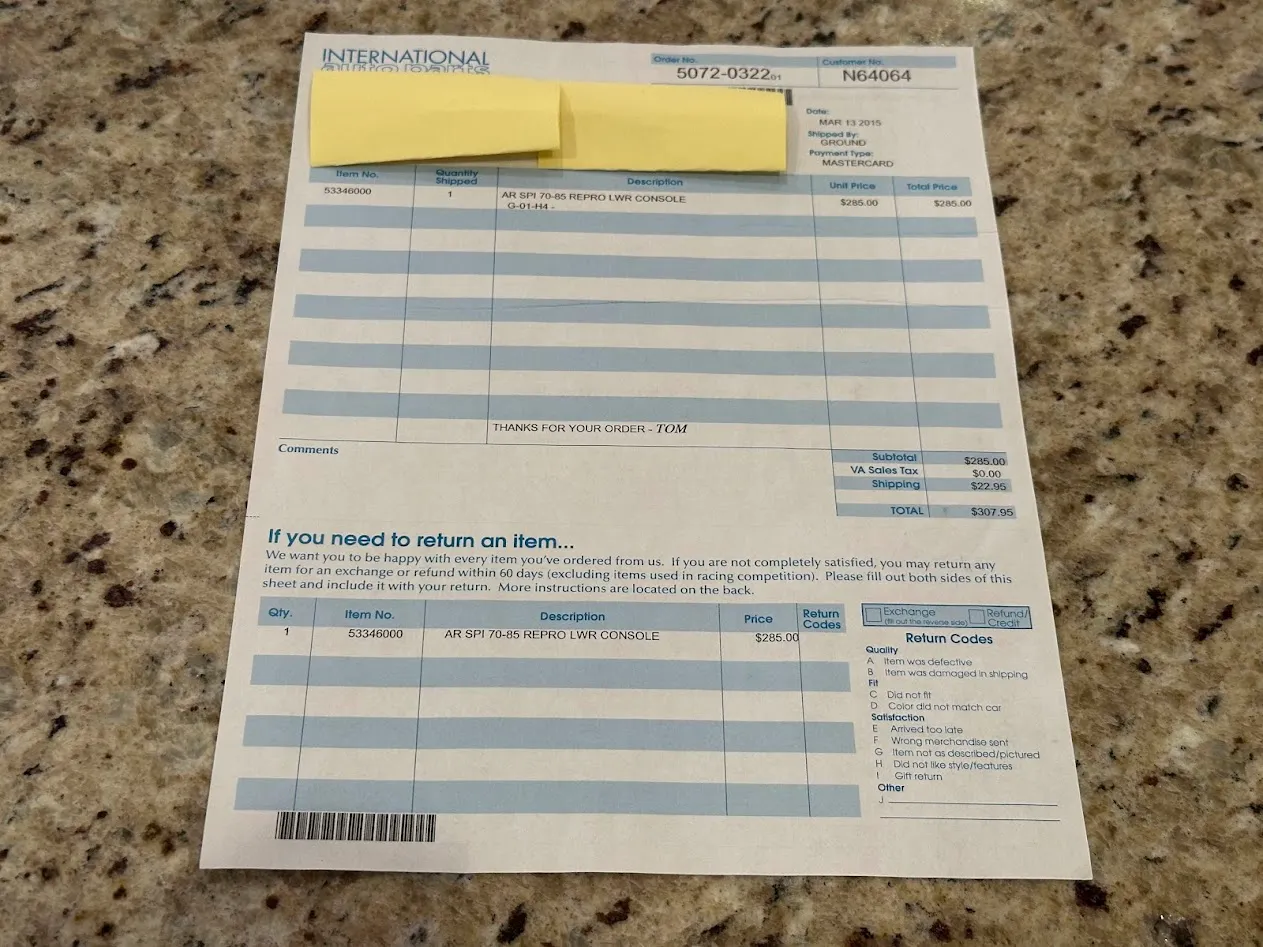 INTERNATIONAL
auto parts
Order No.
5072-0322 01
Customer No.
N64064
Date:
MAR 13 2015
Shipped By:
GROUND
Payment Type:
MASTERCARD
Item No. Quantity Shipped Description Unit Price Total Price
53346000 1 AR SPI 70-85 REPRO LWR CONSOLE $285.00 $285.00
G-01-H4 -
THANKS FOR YOUR ORDER - TOM
Comments
Subtotal $285.00
VA Sales Tax $0.00
Shipping $22.95
TOTAL $307.95
If you need to return an item...
We want you to be happy with every item you've ordered from us. If you are not completely satisfied, you may return any
item for an exchange or refund within 60 days (excluding items used in racing competition). Please fill out both sides of this
sheet and include it with your return. More instructions are located on the back.
Qty. Item No. Description Price Return Codes
1 53346000 AR SPI 70-85 REPRO LWR CONSOLE $285.00
Exchange
(fill out the reverse side)
Refund/
Credit
Return Codes
Quality
A Item was defective
B Item was damaged in shipping
Fit
C Did not fit
D Color did not match car
Satisfaction
E Arrived too late
F Wrong merchandise sent
G Item not as described/pictured
H Did not like style/features
I Gift return
Other
J